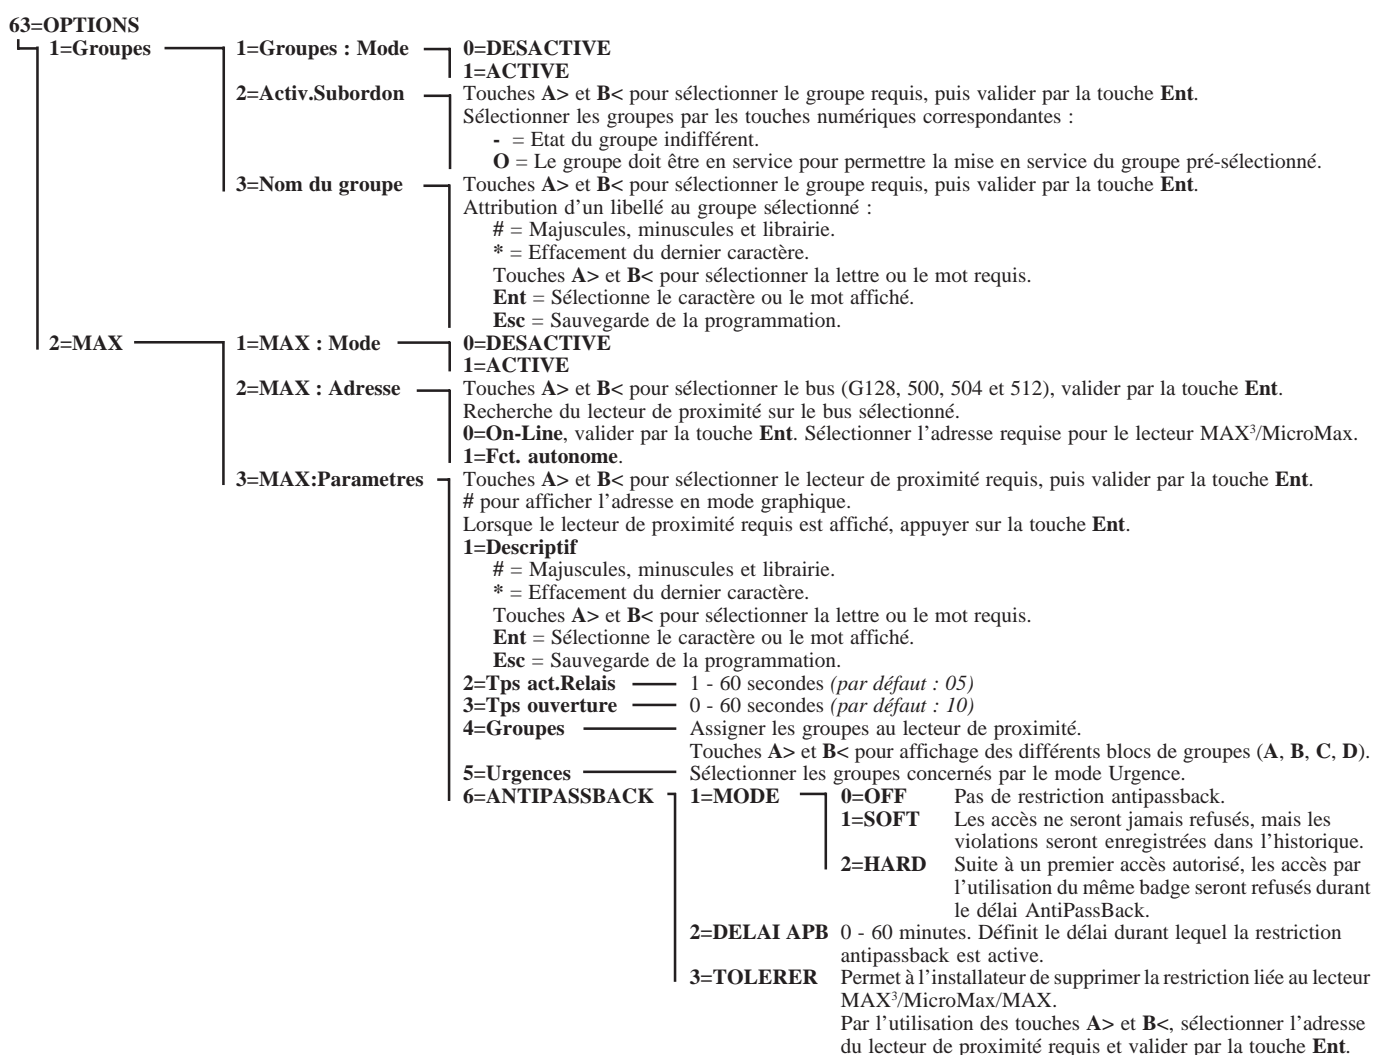 63=OPTIONS
1=Groupes 1=Groupes : Mode 0=DESACTIVE
1=ACTIVE
2=Activ.Subordon Touches A> et B< pour sélectionner le groupe requis, puis valider par la touche Ent.
Sélectionner les groupes par les touches numériques correspondantes :
- = Etat du groupe indifférent.
O = Le groupe doit être en service pour permettre la mise en service du groupe pré-sélectionné.
3=Nom du groupe Touches A> et B< pour sélectionner le groupe requis, puis valider par la touche Ent.
Attribution d'un libellé au groupe sélectionné :
# = Majuscules, minuscules et librairie.
* = Effacement du dernier caractère.
Touches A> et B< pour sélectionner la lettre ou le mot requis.
Ent = Sélectionne le caractère ou le mot affiché.
Esc = Sauvegarde de la programmation.
2=MAX 1=MAX : Mode 0=DESACTIVE
1=ACTIVE
2=MAX : Adresse Touches A> et B< pour sélectionner le bus (G128, 500, 504 et 512), valider par la touche Ent.
Recherche du lecteur de proximité sur le bus sélectionné.
0=On-Line, valider par la touche Ent. Sélectionner l'adresse requise pour le lecteur MAX³/MicroMax.
1=Fct. autonome.
3=MAX:Parametres Touches A> et B< pour sélectionner le lecteur de proximité requis, puis valider par la touche Ent.
# pour afficher l'adresse en mode graphique.
Lorsque le lecteur de proximité requis est affiché, appuyer sur la touche Ent.
1=Descriptif
# = Majuscules, minuscules et librairie.
* = Effacement du dernier caractère.
Touches A> et B< pour sélectionner la lettre ou le mot requis.
Ent = Sélectionne le caractère ou le mot affiché.
Esc = Sauvegarde de la programmation.
2=Tps act.Relais 1 - 60 secondes (par défaut : 05)
3=Tps ouverture 0 - 60 secondes (par défaut : 10)
4=Groupes Assigner les groupes au lecteur de proximité.
Touches A> et B< pour affichage des différents blocs de groupes (A, B, C, D).
5=Urgences Sélectionner les groupes concernés par le mode Urgence.
6=ANTIPASSBACK 1=MODE 0=OFF Pas de restriction antipassback.
1=SOFT Les accès ne seront jamais refusés, mais les
violations seront enregistrées dans l'historique.
2=HARD Suite à un premier accès autorisé, les accès par
l'utilisation du même badge seront refusés durant
le délai AntiPassBack.
2=DELAI APB 0 - 60 minutes. Définit le délai durant lequel la restriction
antipassback est active.
3=TOLERER Permet à l'installateur de supprimer la restriction liée au lecteur
MAX³/MicroMax/MAX.
Par l'utilisation des touches A> et B<, sélectionner l'adresse
du lecteur de proximité requis et valider par la touche Ent.